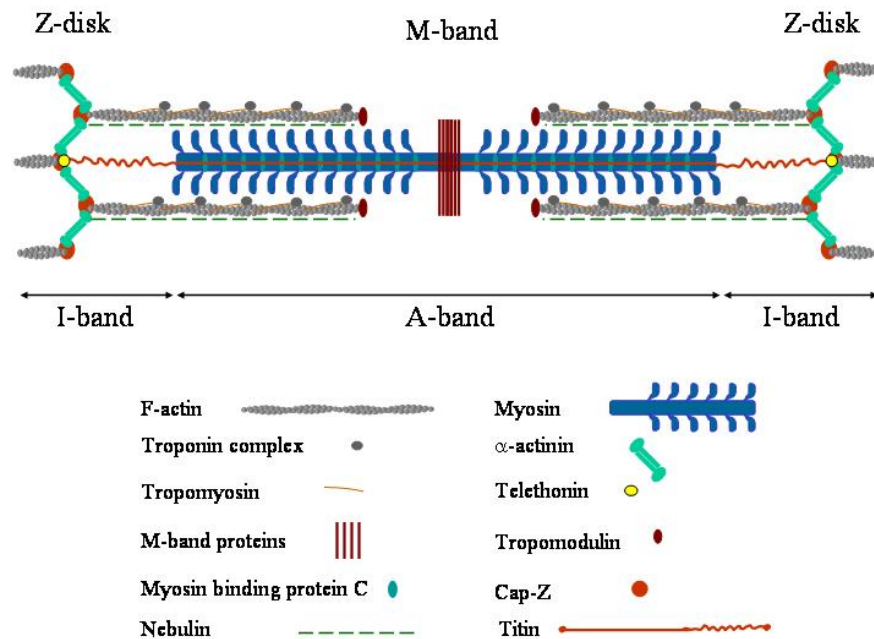 Z-disk M-band Z-disk
I-band A-band I-band
F-actin Myosin
Troponin complex α-actinin
Tropomyosin Telethonin
M-band proteins Tropomodulin
Myosin binding protein C Cap-Z
Nebulin Titin